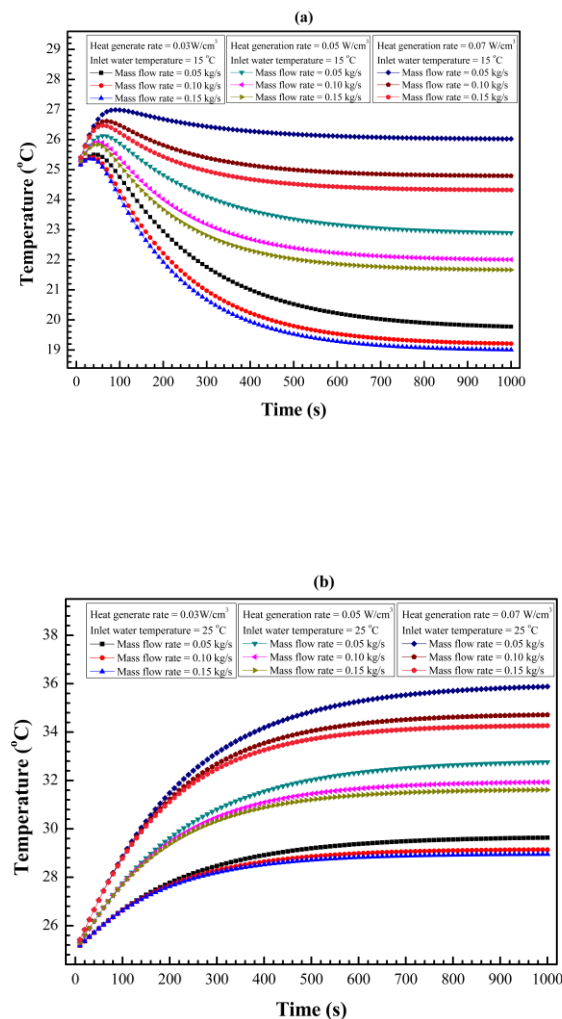 (a)
Heat generate rate = 0.03W/cm³
Inlet water temperature = 15 °C
Mass flow rate = 0.05 kg/s
Mass flow rate = 0.10 kg/s
Mass flow rate = 0.15 kg/s
Heat generation rate = 0.05 W/cm³
Inlet water temperature = 15 °C
Mass flow rate = 0.05 kg/s
Mass flow rate = 0.10 kg/s
Mass flow rate = 0.15 kg/s
Heat generation rate = 0.07 W/cm³
Inlet water temperature = 15 °C
Mass flow rate = 0.05 kg/s
Mass flow rate = 0.10 kg/s
Mass flow rate = 0.15 kg/s
Temperature (°C)
29
28
27
26
25
24
23
22
21
20
19
0 100 200 300 400 500 600 700 800 900 1000
Time (s)
(b)
Heat generate rate = 0.03W/cm³
Inlet water temperature = 25 °C
Mass flow rate = 0.05 kg/s
Mass flow rate = 0.10 kg/s
Mass flow rate = 0.15 kg/s
Heat generation rate = 0.05 W/cm³
Inlet water temperature = 25 °C
Mass flow rate = 0.05 kg/s
Mass flow rate = 0.10 kg/s
Mass flow rate = 0.15 kg/s
Heat generation rate = 0.07 W/cm³
Inlet water temperature = 25 °C
Mass flow rate = 0.05 kg/s
Mass flow rate = 0.10 kg/s
Mass flow rate = 0.15 kg/s
Temperature (°C)
38
36
34
32
30
28
26
0 100 200 300 400 500 600 700 800 900 1000
Time (s)